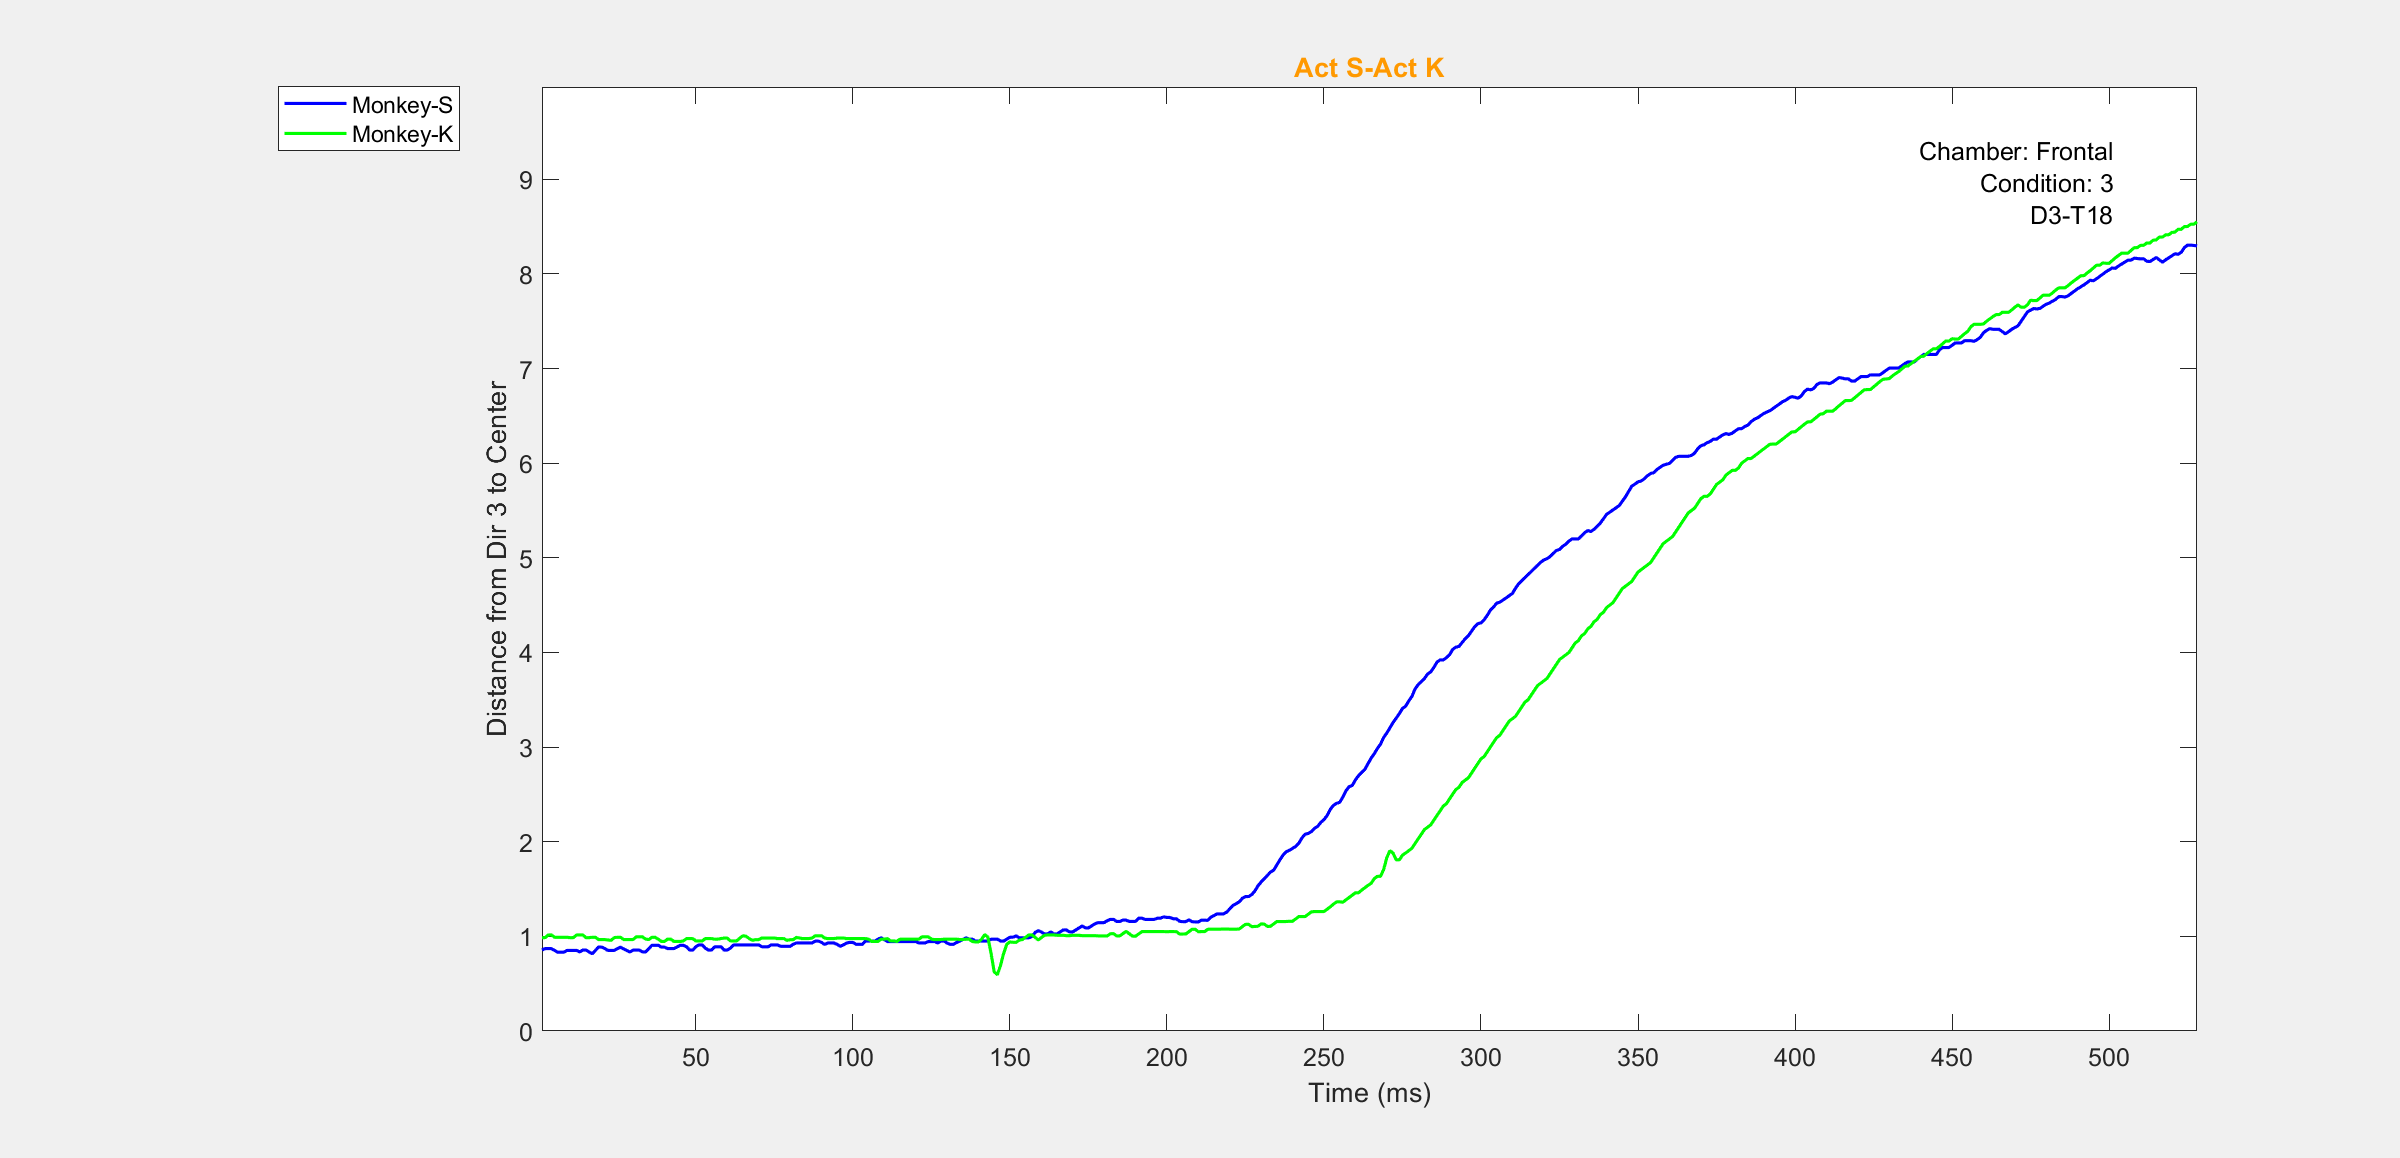 Act S-Act K
Monkey-S
Monkey-K
Chamber: Frontal
Condition: 3
D3-T18
Distance from Dir 3 to Center
9
8
7
6
5
4
3
2
1
0
50 100 150 200 250 300 350 400 450 500
Time (ms)